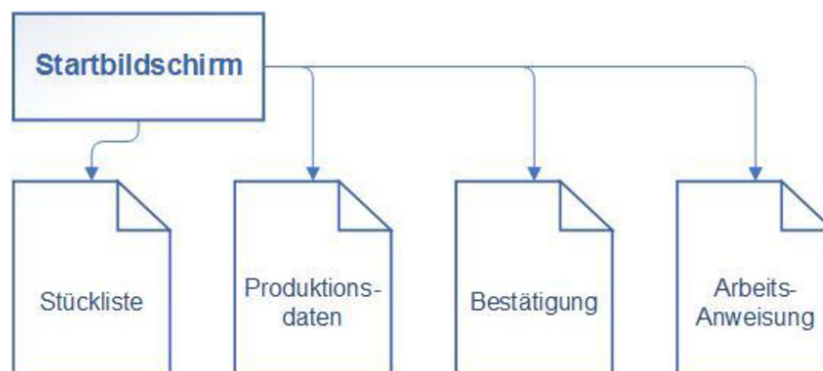 Startbildschirm
Stückliste
Produktions-
daten
Bestätigung
Arbeits-
Anweisung